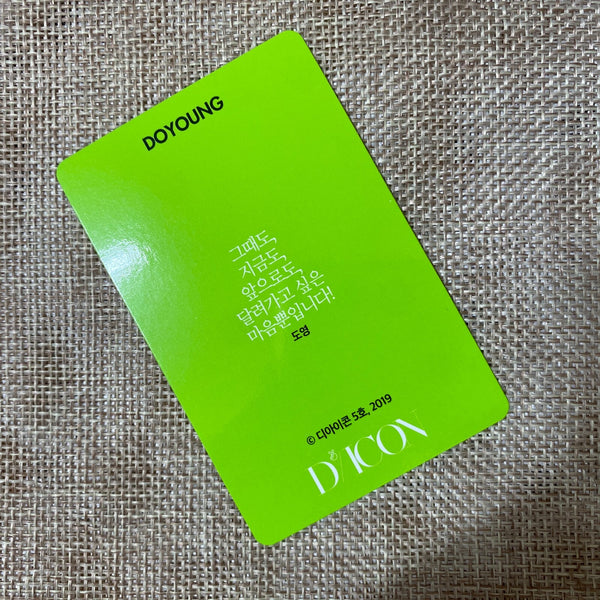 DOYOUNG
그때도,
지금도,
앞으로도
달려가고 싶은
마음뿐입니다!
도영
© 디아이콘 5호, 2019
D/ICON